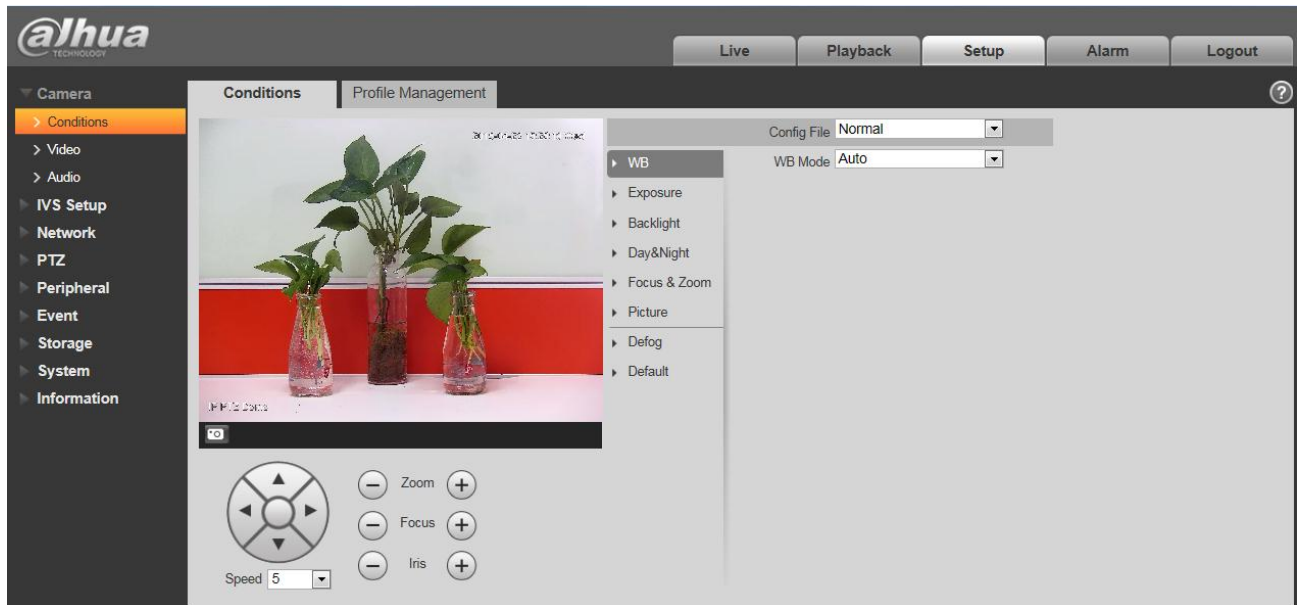 alhua
TECHNOLOGY
Live
Playback
Setup
Alarm
Logout
Camera
Conditions
Video
Audio
IVS Setup
Network
PTZ
Peripheral
Event
Storage
System
Information
Conditions
Profile Management
?
Config File Normal
WB
WB Mode Auto
Exposure
Backlight
Day&Night
Focus & Zoom
Picture
Defog
Default
Zoom
Focus
Iris
Speed 5